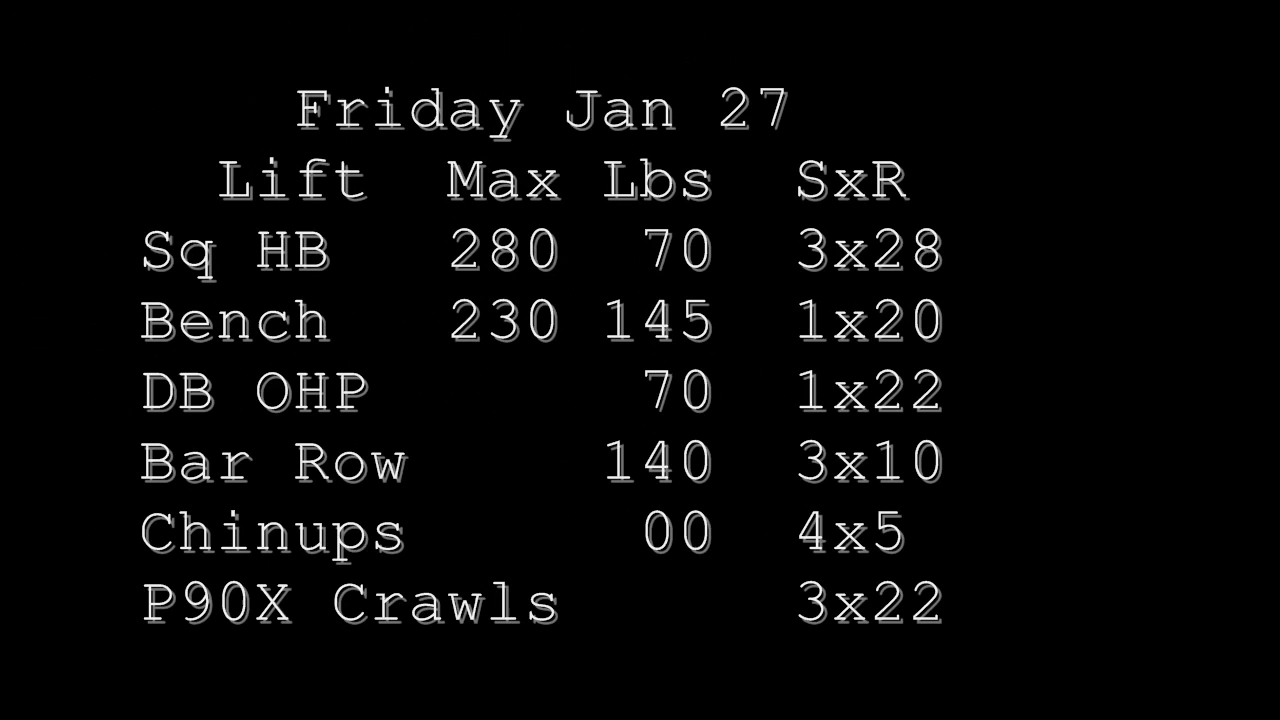 Friday Jan 27
Lift Max Lbs SxR
Sq HB 280 70 3x28
Bench 230 145 1x20
DB OHP 70 1x22
Bar Row 140 3x10
Chinups 00 4x5
P90X Crawls 3x22